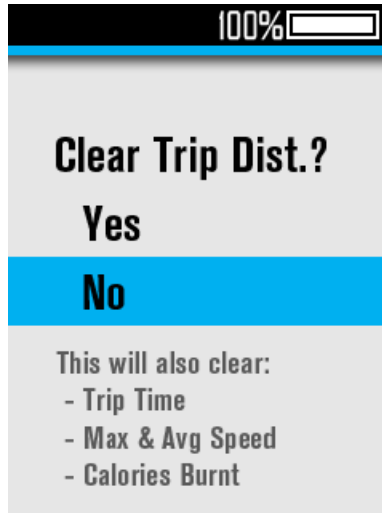 100%
Clear Trip Dist.?
Yes
No
This will also clear:
- Trip Time
- Max & Avg Speed
- Calories Burnt